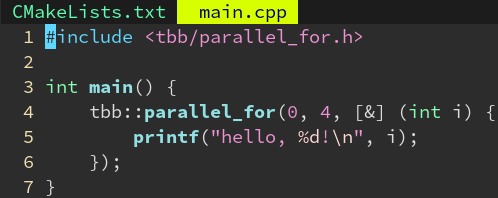 CMakeLists.txt main.cpp
1 #include <tbb/parallel_for.h>
2
3 int main() {
4     tbb::parallel_for(0, 4, [&] (int i) {
5         printf("hello, %d!\n", i);
6     });
7 }